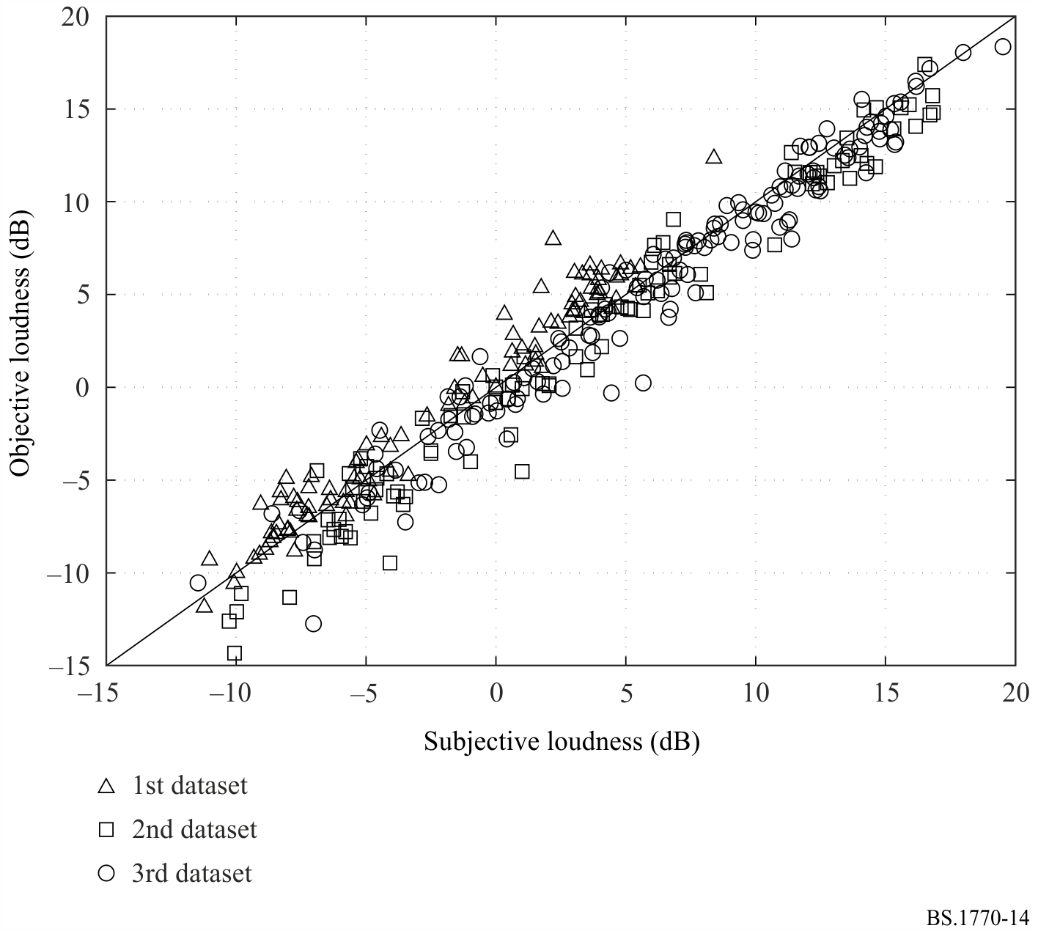 20
15
10
5
0
–5
–10
–15
Objective loudness (dB)
–15 –10 –5 0 5 10 15 20
Subjective loudness (dB)
1st dataset
2nd dataset
3rd dataset
BS.1770-14